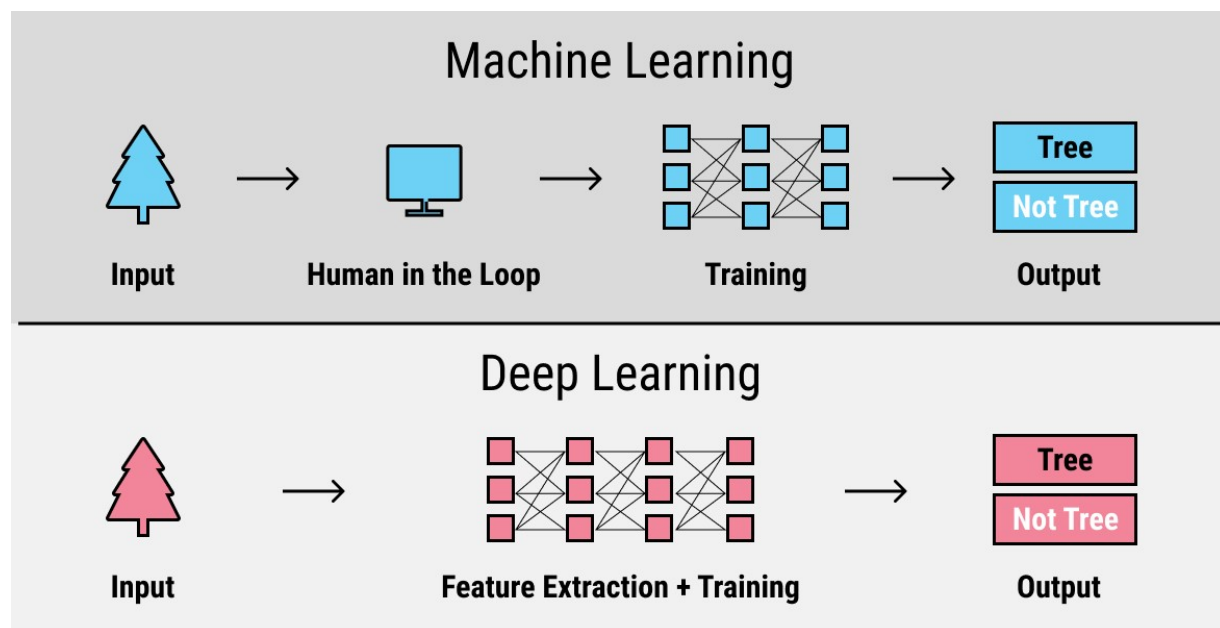 Machine Learning
Tree
Not Tree
Input
Human in the Loop
Training
Output
Deep Learning
Tree
Not Tree
Input
Feature Extraction + Training
Output